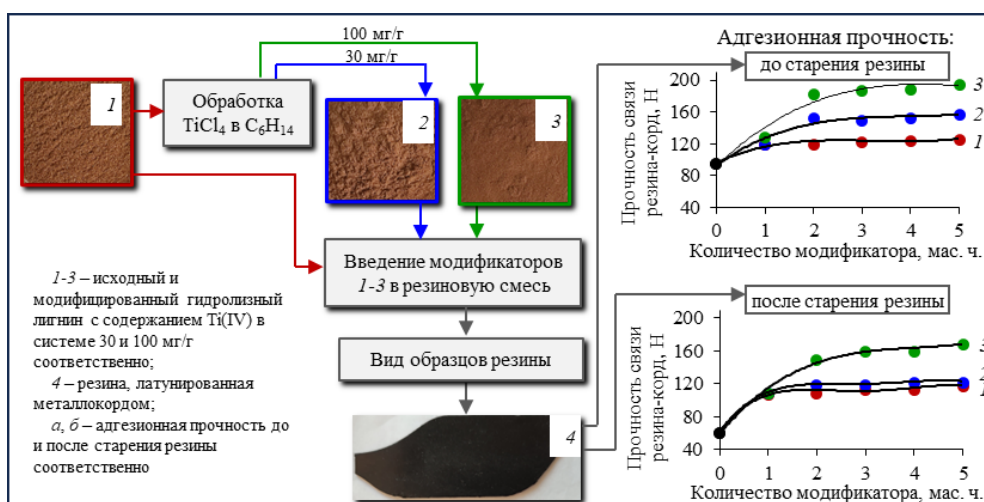 100 мг/г
30 мг/г
1
Обработка
TiCl4 в C6H14
2
3
Введение модификаторов
1-3 в резиновую смесь
Вид образцов резины
4
1-3 – исходный и
модифицированный гидролизный
лигнин с содержанием Ti(IV) в
системе 30 и 100 мг/г
соответственно;
4 – резина, латунированная
металлокордом;
а, б – адгезионная прочность до
и после старения резины
соответственно
Адгезионная прочность:
до старения резины
Прочность связи
резина-корд, Н
200
160
120
80
40
3
2
1
0 1 2 3 4 5
Количество модификатора, мас. ч.
после старения резины
Прочность связи
резина-корд, Н
200
160
120
80
40
3
2
1
0 1 2 3 4 5
Количество модификатора, мас. ч.